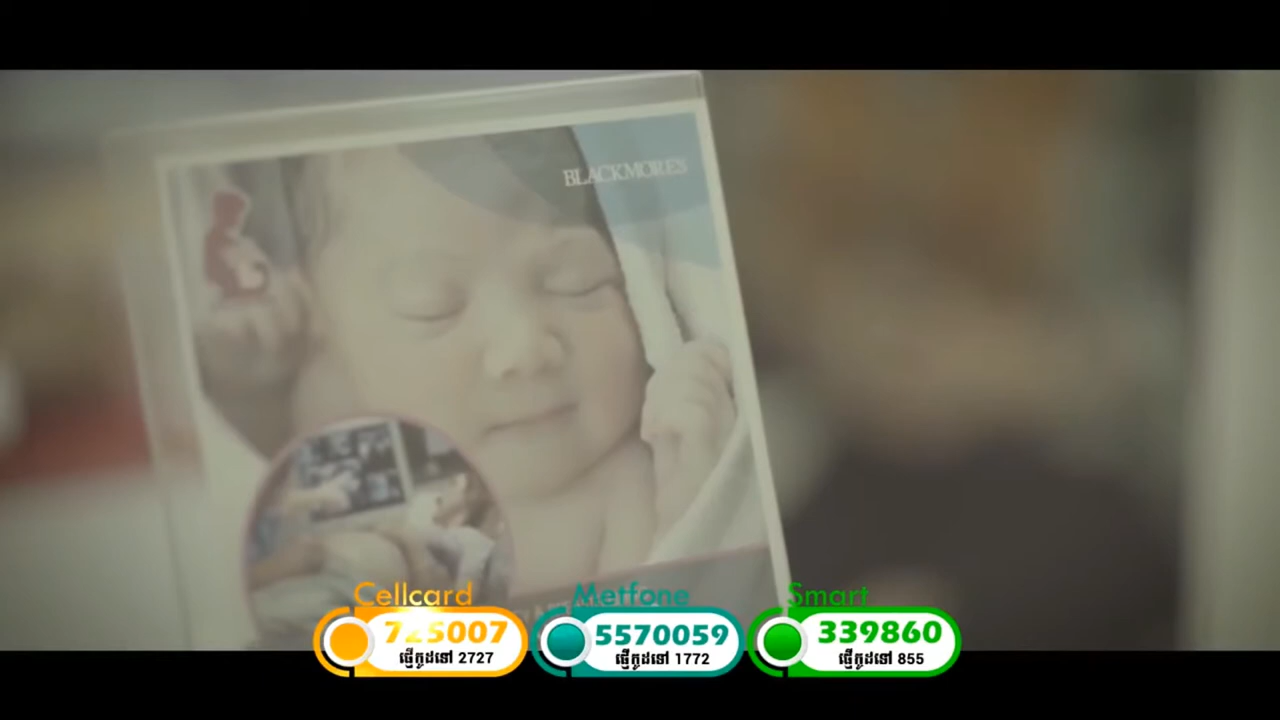 BLACKMORES
Cellcard
725007
ផ្ញើកូដទៅ 2727
Metfone
5570059
ផ្ញើកូដទៅ 1772
Smart
339860
ផ្ញើកូដទៅ 855